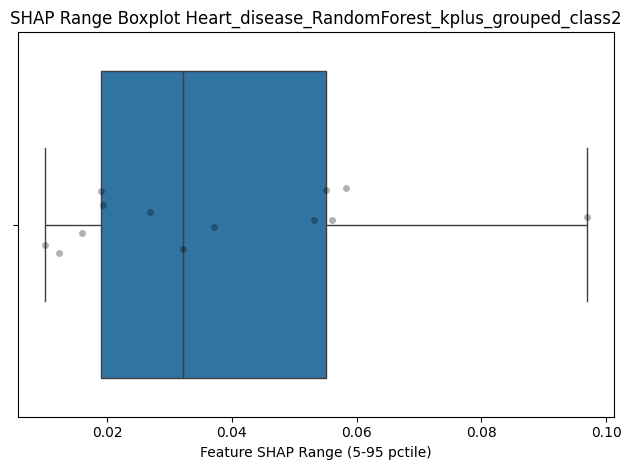 SHAP Range Boxplot Heart_disease_RandomForest_kplus_grouped_class2
0.02 0.04 0.06 0.08 0.10
Feature SHAP Range (5-95 pctile)